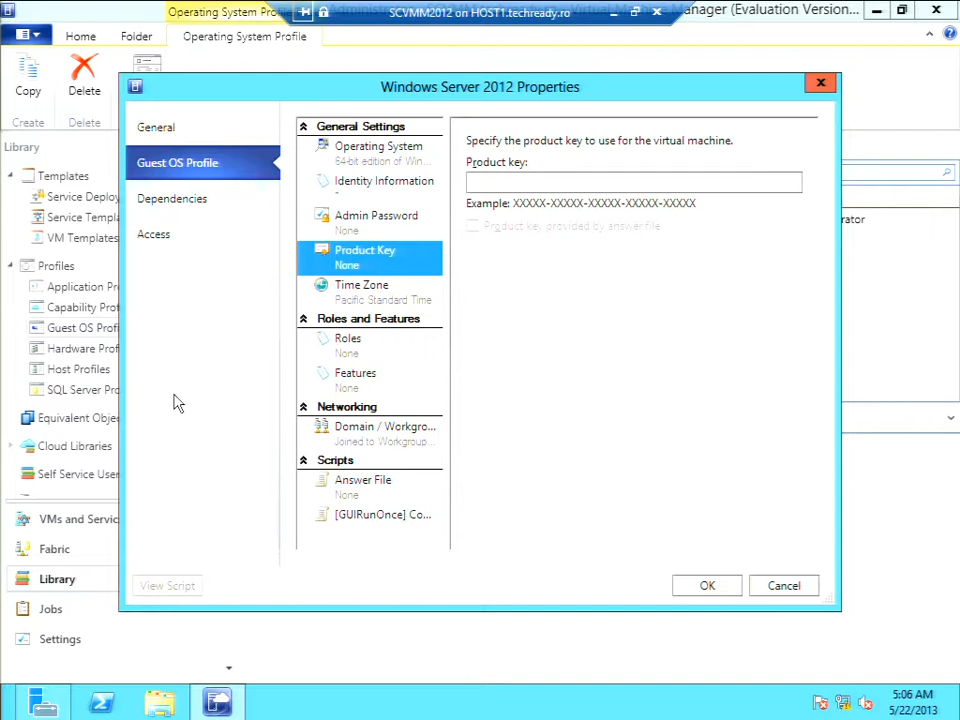 Operating System Profile
SCVMM2012 on HOST1.techready.ro
Manager (Evaluation Version...
Home
Folder
Operating System Profile
Copy
Delete
Create
Delete
Library
Templates
Service Deploy
Service Templa
VM Templates
Profiles
Application Pr
Capability Prof
Guest OS Profi
Hardware Profi
Host Profiles
SQL Server Pro
Equivalent Obje
Cloud Libraries
Self Service User
VMs and Servic
Fabric
Library
Jobs
Settings
Windows Server 2012 Properties
General
Guest OS Profile
Dependencies
Access
General Settings
Operating System
64-bit edition of Win...
Identity Information
-
Admin Password
None
Product Key
None
Time Zone
Pacific Standard Time
Roles and Features
Roles
None
Features
None
Networking
Domain / Workgro...
Joined to Workgroup...
Scripts
Answer File
None
[GUIRunOnce] Co...
Specify the product key to use for the virtual machine.
Product key:
Example: XXXXX-XXXXX-XXXXX-XXXXX-XXXXX
Product key provided by answer file
View Script
OK
Cancel
rator
5:06 AM
5/22/2013